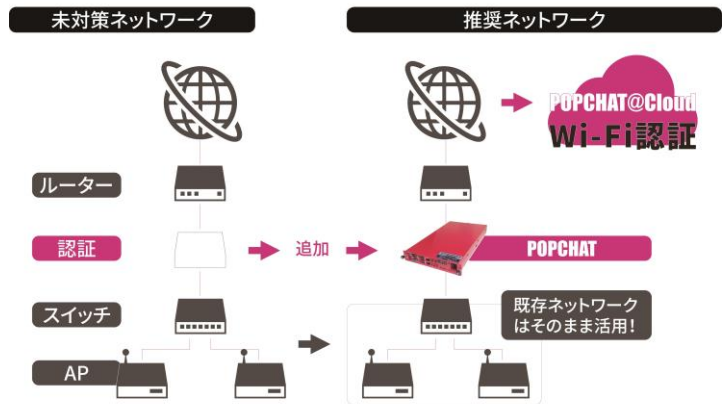 未対策ネットワーク
推奨ネットワーク
POPCHAT@Cloud
Wi-Fi認証
ルーター
認証
追加
POPCHAT
スイッチ
既存ネットワーク
はそのまま活用!
AP